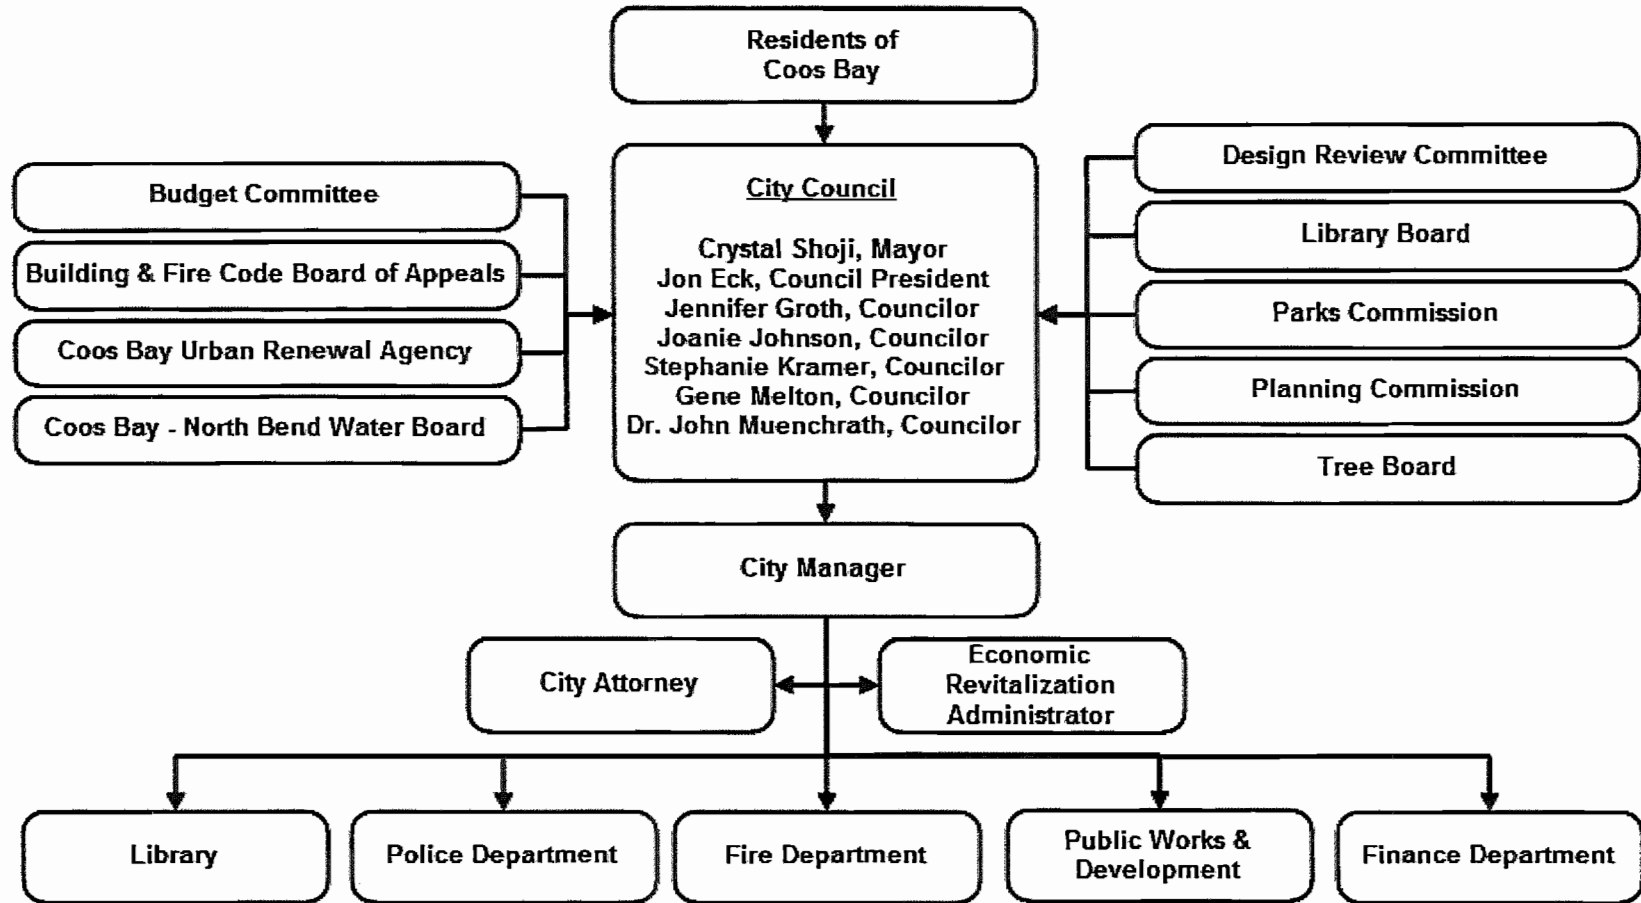 Residents of
Coos Bay
Budget Committee
Building & Fire Code Board of Appeals
Coos Bay Urban Renewal Agency
Coos Bay - North Bend Water Board
City Council
Crystal Shoji, Mayor
Jon Eck, Council President
Jennifer Groth, Councilor
Joanie Johnson, Councilor
Stephanie Kramer, Councilor
Gene Melton, Councilor
Dr. John Muenchrath, Councilor
Design Review Committee
Library Board
Parks Commission
Planning Commission
Tree Board
City Manager
City Attorney
Economic
Revitalization
Administrator
Library
Police Department
Fire Department
Public Works &
Development
Finance Department